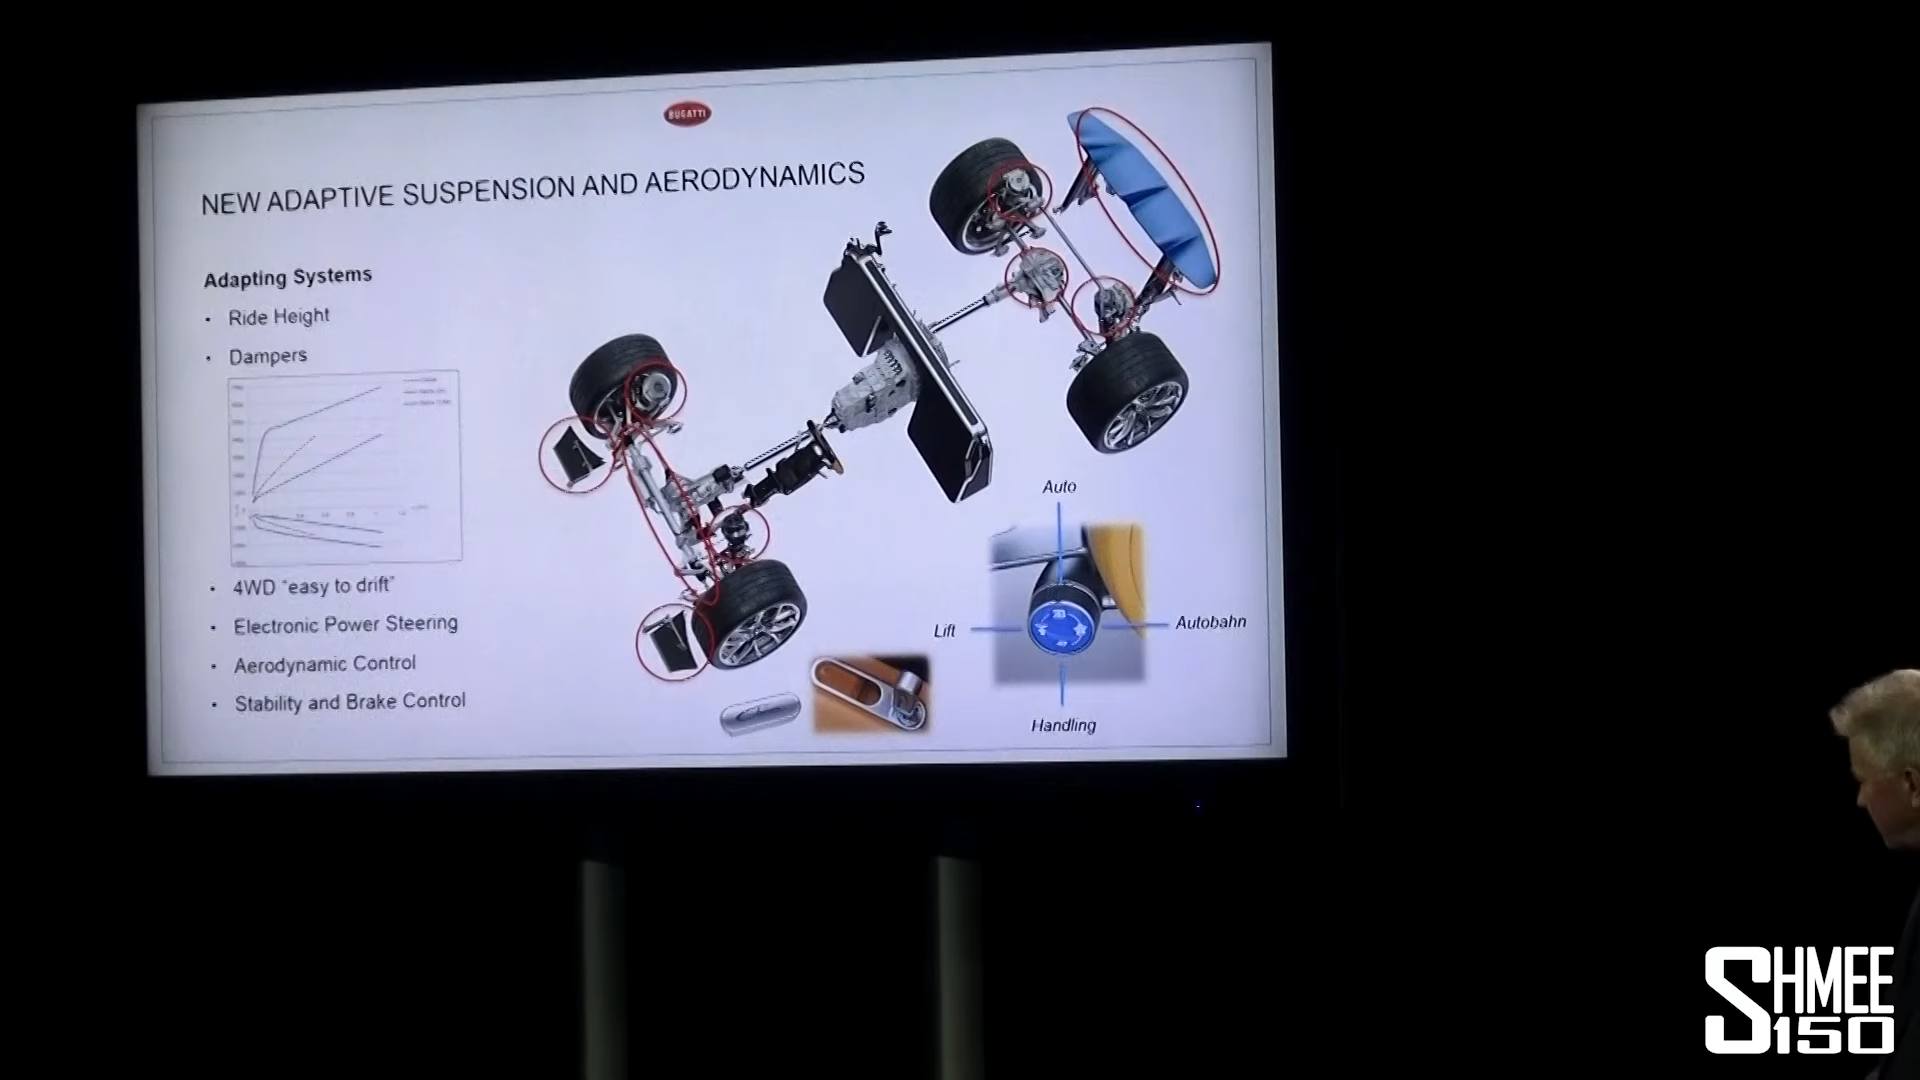 BUGATTI
NEW ADAPTIVE SUSPENSION AND AERODYNAMICS
Adapting Systems
• Ride Height
• Dampers
• 4WD "easy to drift"
• Electronic Power Steering
• Aerodynamic Control
• Stability and Brake Control
Auto
Lift
Autobahn
Handling
SHMEE
150